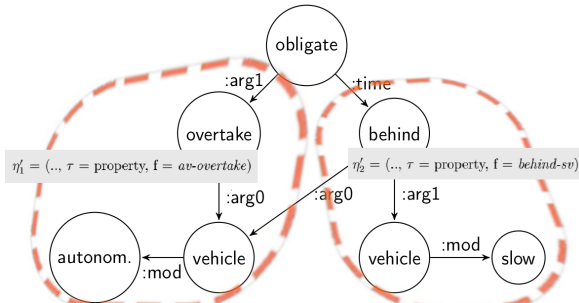 obligate
:arg1
:time
overtake
behind
η′₁ = (.., τ = property, f = av-overtake)
η′₂ = (.., τ = property, f = behind-sv)
:arg0
:arg0
:arg1
autonom.
:mod
vehicle
vehicle
:mod
slow